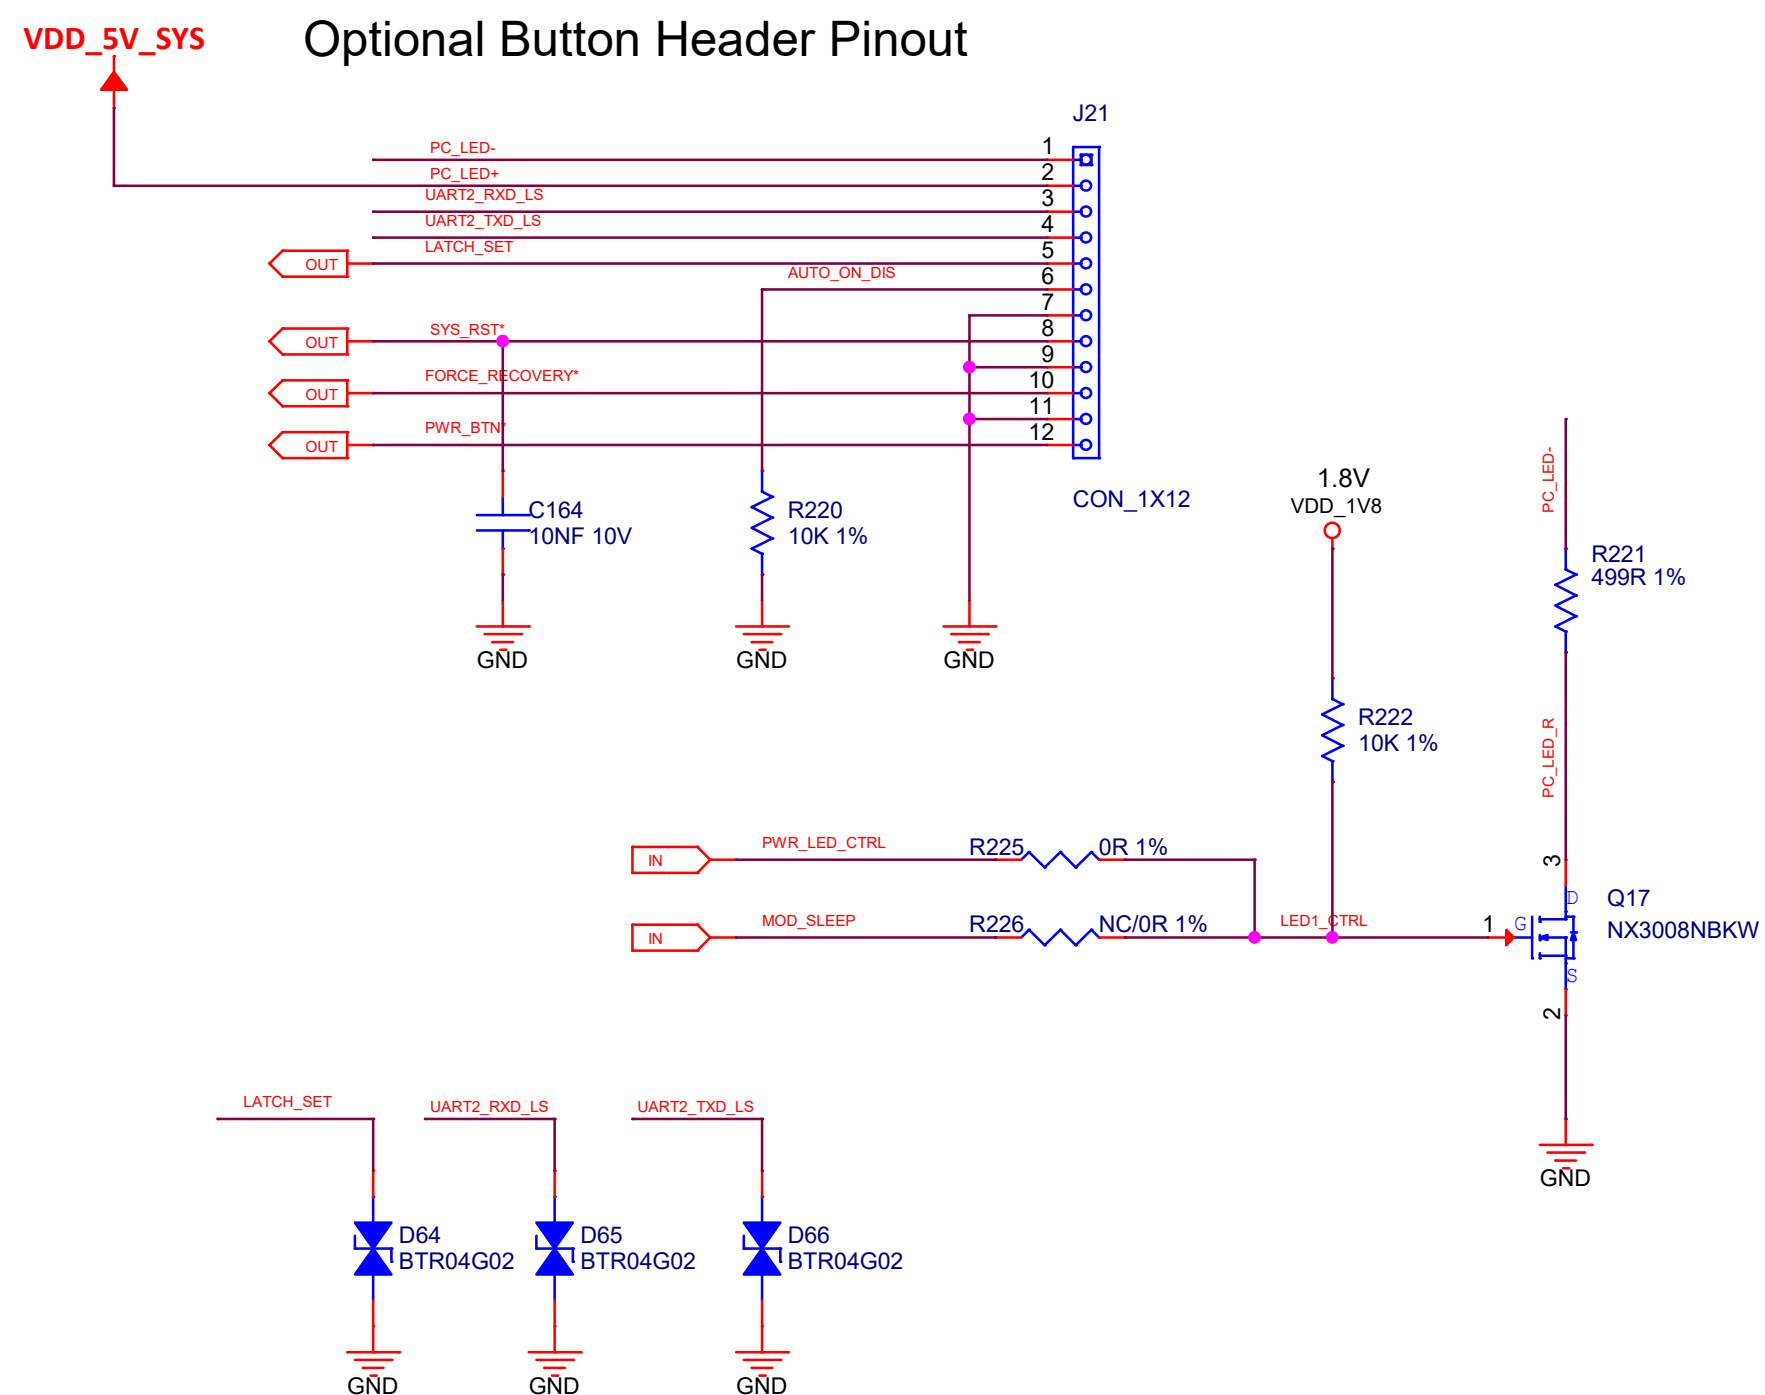 VDD_5V_SYS
Optional Button Header Pinout
J21
PC_LED-
1
PC_LED+
2
UART2_RXD_LS
3
UART2_TXD_LS
4
LATCH_SET
5
OUT
AUTO_ON_DIS
6
7
SYS_RST*
8
OUT
9
FORCE_RECOVERY*
10
OUT
11
PWR_BTN*
12
OUT
CON_1X12
C164
10NF 10V
R220
10K 1%
GND
GND
GND
1.8V
VDD_1V8
PC_LED-
R221
499R 1%
R222
10K 1%
PC_LED_R
IN
PWR_LED_CTRL
R225
0R 1%
IN
MOD_SLEEP
R226
NC/0R 1%
LED1_CTRL
1
G
3
D
S
2
Q17
NX3008NBKW
GND
LATCH_SET
UART2_RXD_LS
UART2_TXD_LS
D64
BTR04G02
D65
BTR04G02
D66
BTR04G02
GND
GND
GND